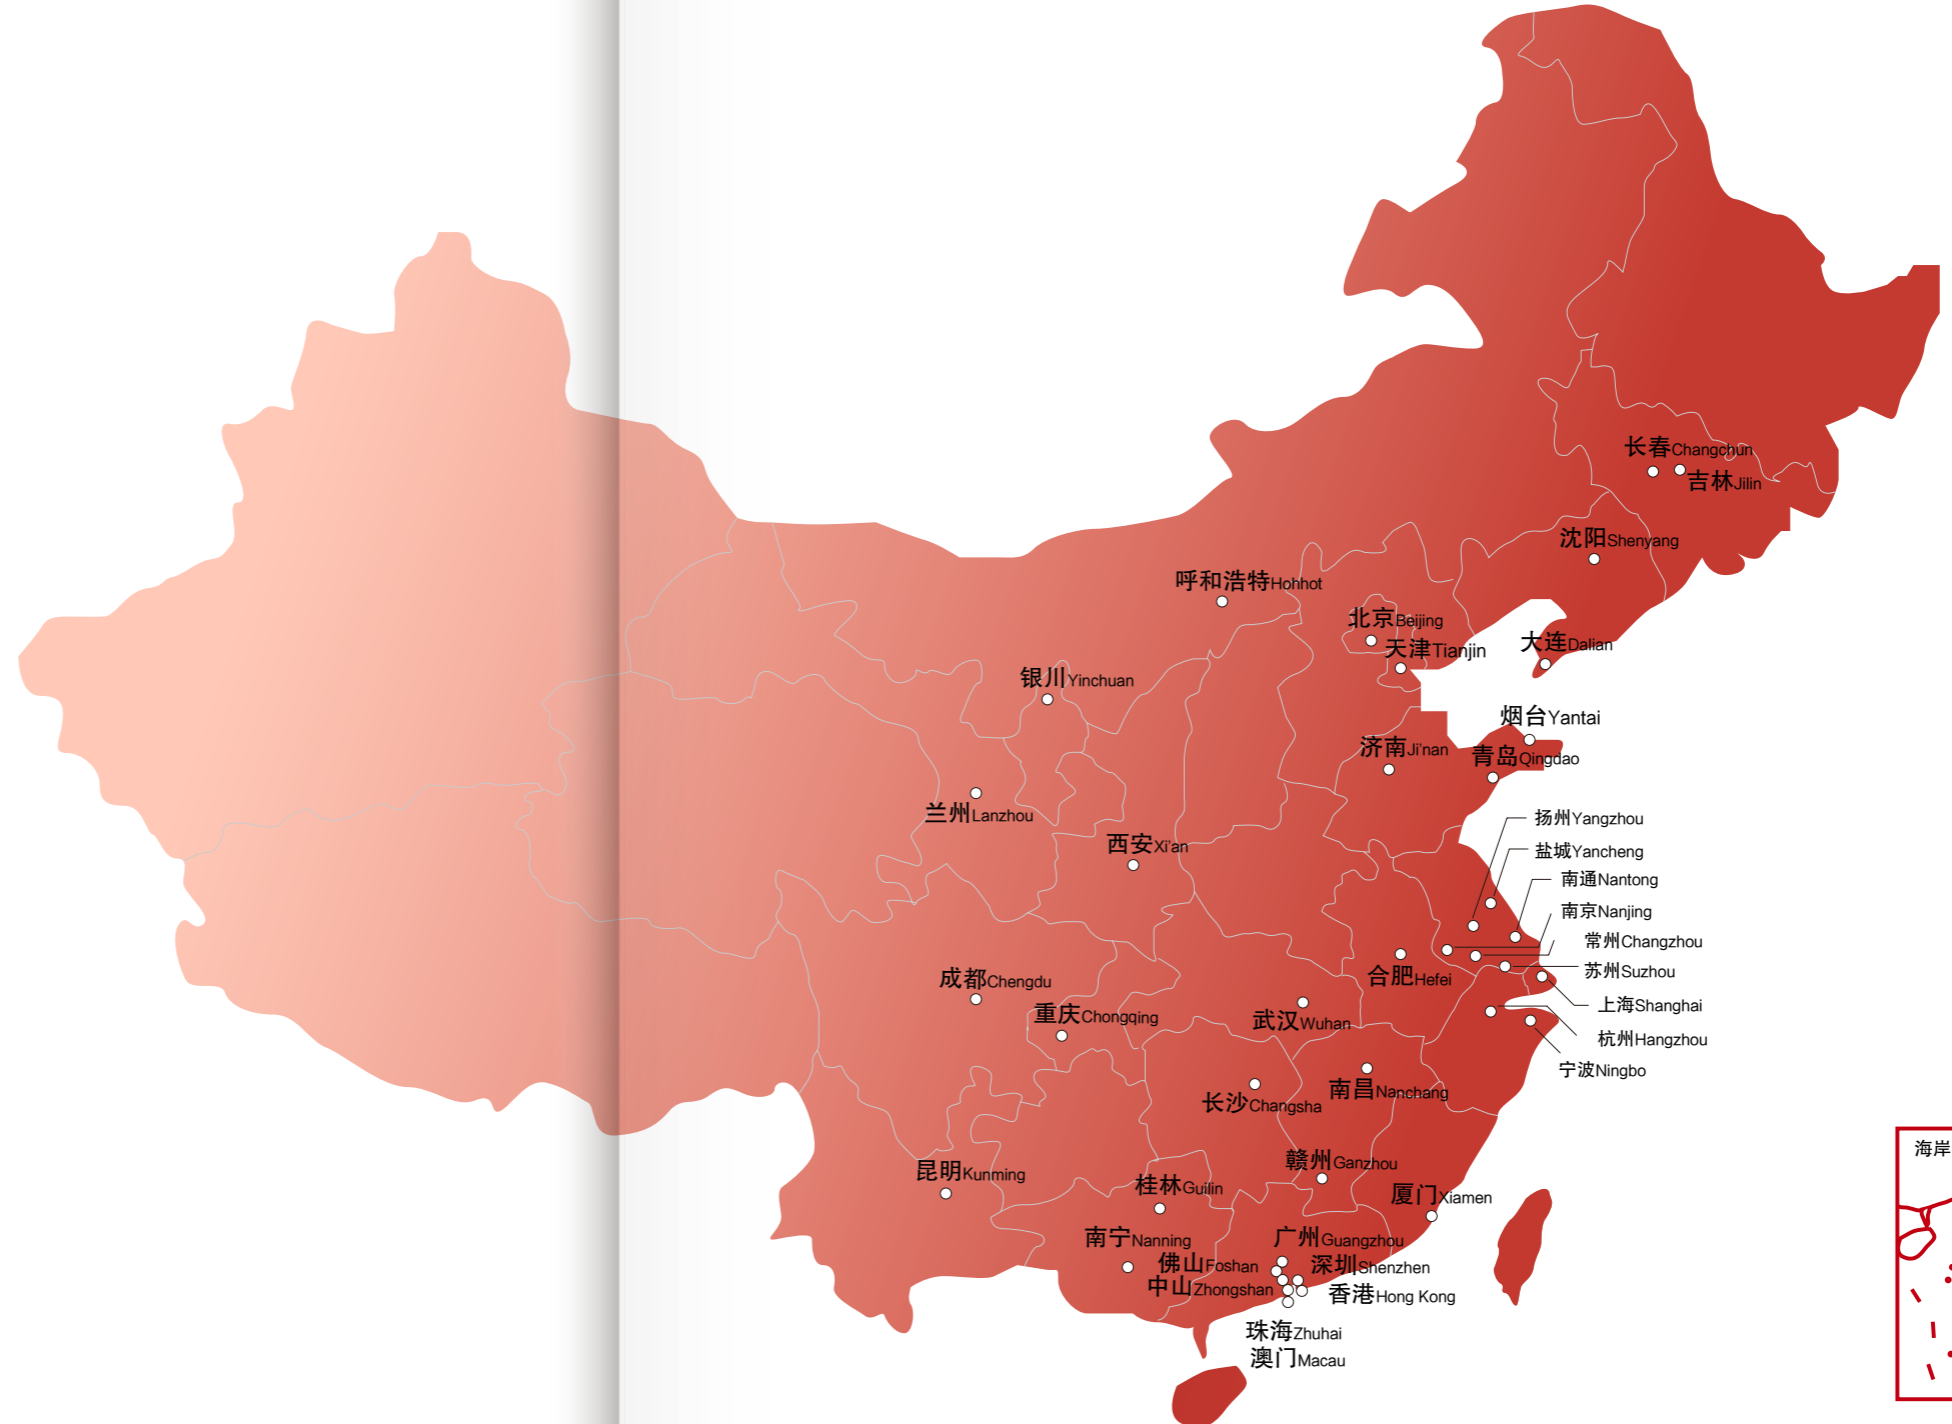 长春Changchun
吉林Jilin
沈阳Shenyang
呼和浩特Hohhot
北京Beijing
天津Tianjin
大连Dalian
银川Yinchuan
烟台Yantai
济南Ji'nan
青岛Qingdao
兰州Lanzhou
西安Xi'an
扬州Yangzhou
盐城Yancheng
南通Nantong
南京Nanjing
常州Changzhou
苏州Suzhou
合肥Hefei
成都Chengdu
上海Shanghai
重庆Chongqing
武汉Wuhan
杭州Hangzhou
宁波Ningbo
南昌Nanchang
长沙Changsha
海岸
赣州Ganzhou
昆明Kunming
桂林Guilin
厦门Xiamen
南宁Nanning
广州Guangzhou
佛山Foshan
深圳Shenzhen
中山Zhongshan
香港Hong Kong
珠海Zhuhai
澳门Macau